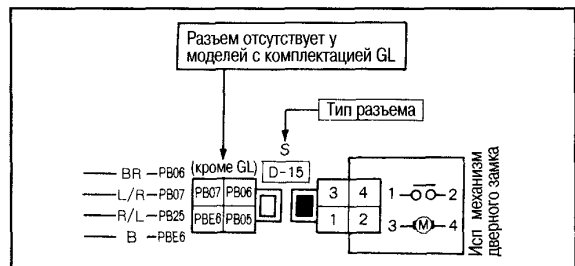 Разъем отсутствует у
моделей с комплектацией GL
Тип разъема
S
(кроме GL) D-15
BR -PB06
L/R-PB07
R/L-PB25
B -PBE6
PB07 PB06
PBE6 PB05
3 4
1 2
1 2
3 M 4
Исп механизм
дверного замка